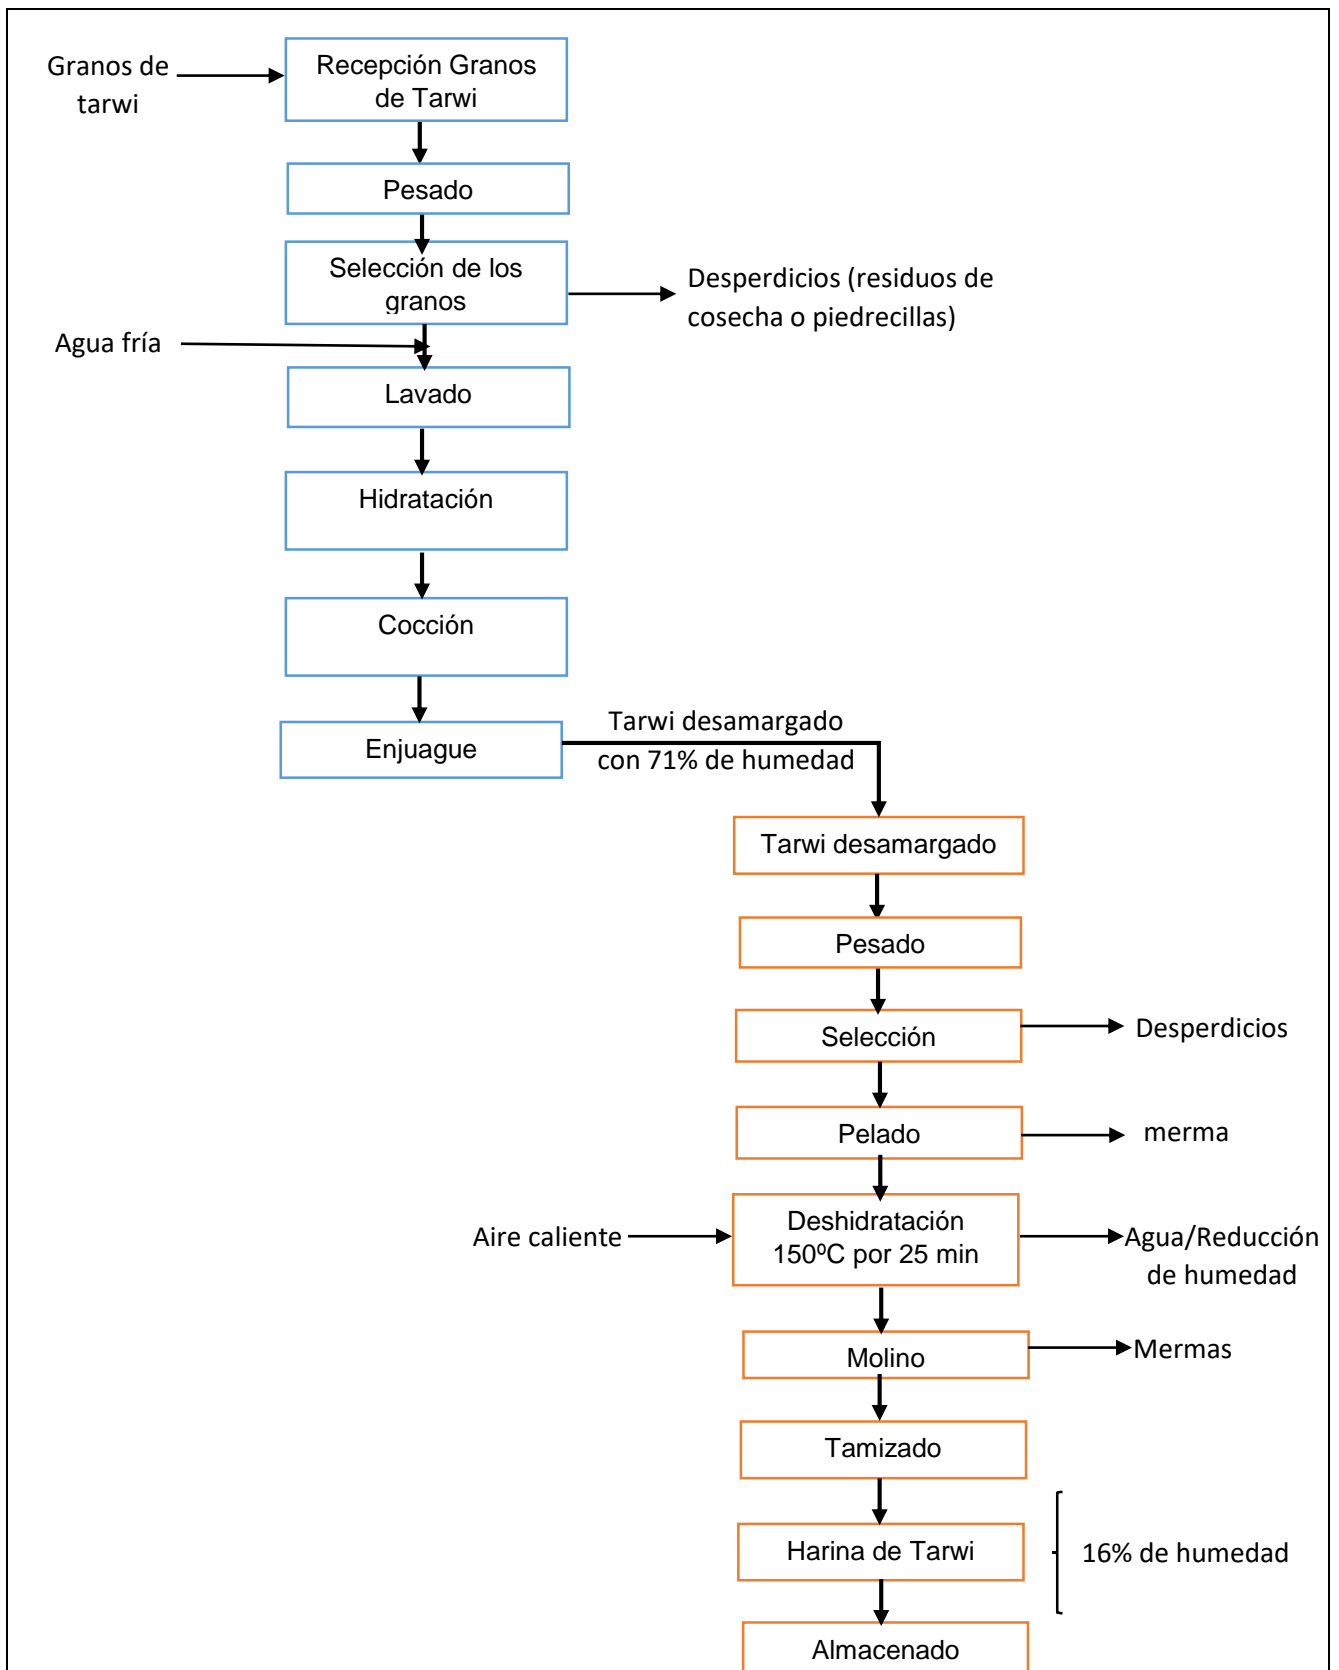 Granos de
tarwi
Recepción Granos
de Tarwi
Pesado
Selección de los
granos
Desperdicios (residuos de
cosecha o piedrecillas)
Agua fría
Lavado
Hidratación
Cocción
Enjuague
Tarwi desamargado
con 71% de humedad
Tarwi desamargado
Pesado
Selección
Desperdicios
Pelado
merma
Aire caliente
Deshidratación
150ºC por 25 min
Agua/Reducción
de humedad
Molino
Mermas
Tamizado
Harina de Tarwi
16% de humedad
Almacenado